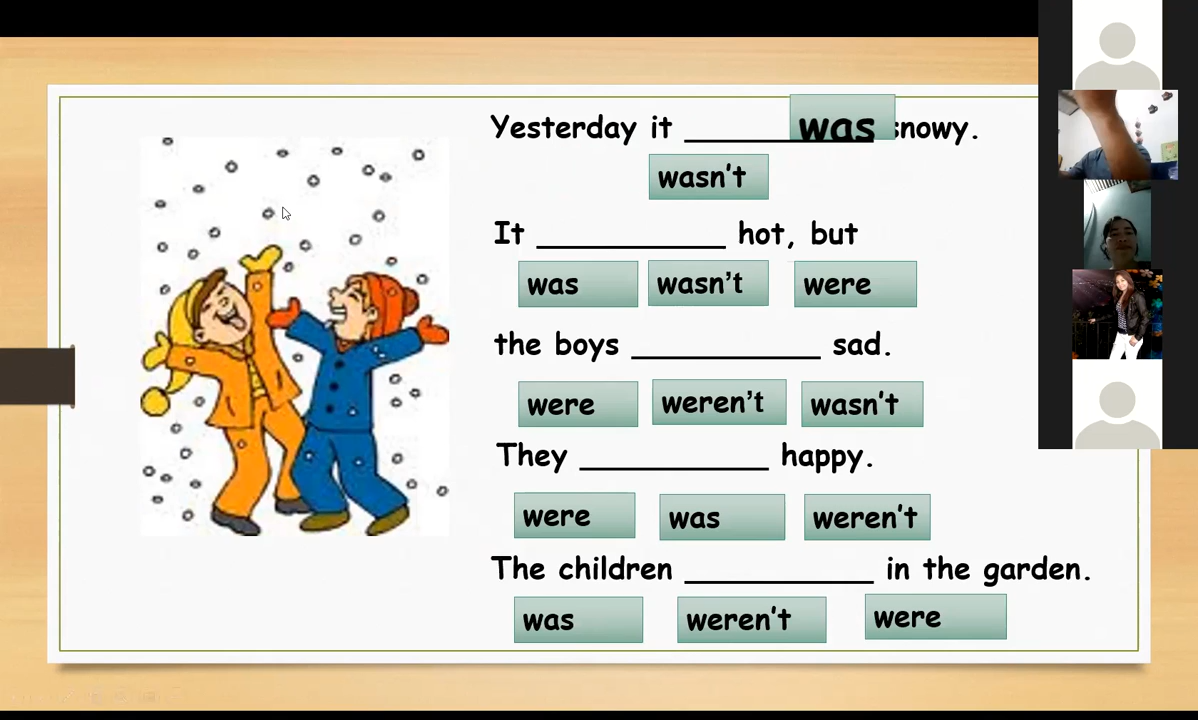 Yesterday it __________ was snowy.
wasn't
It __________ hot, but
was wasn't were
the boys __________ sad.
were weren't wasn't
They __________ happy.
were was weren't
The children __________ in the garden.
was weren't were